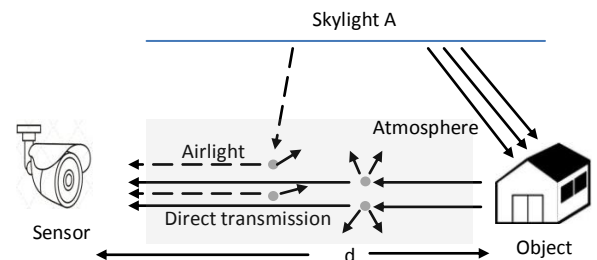 Skylight A
Atmosphere
Airlight
Direct transmission
Sensor
d
Object